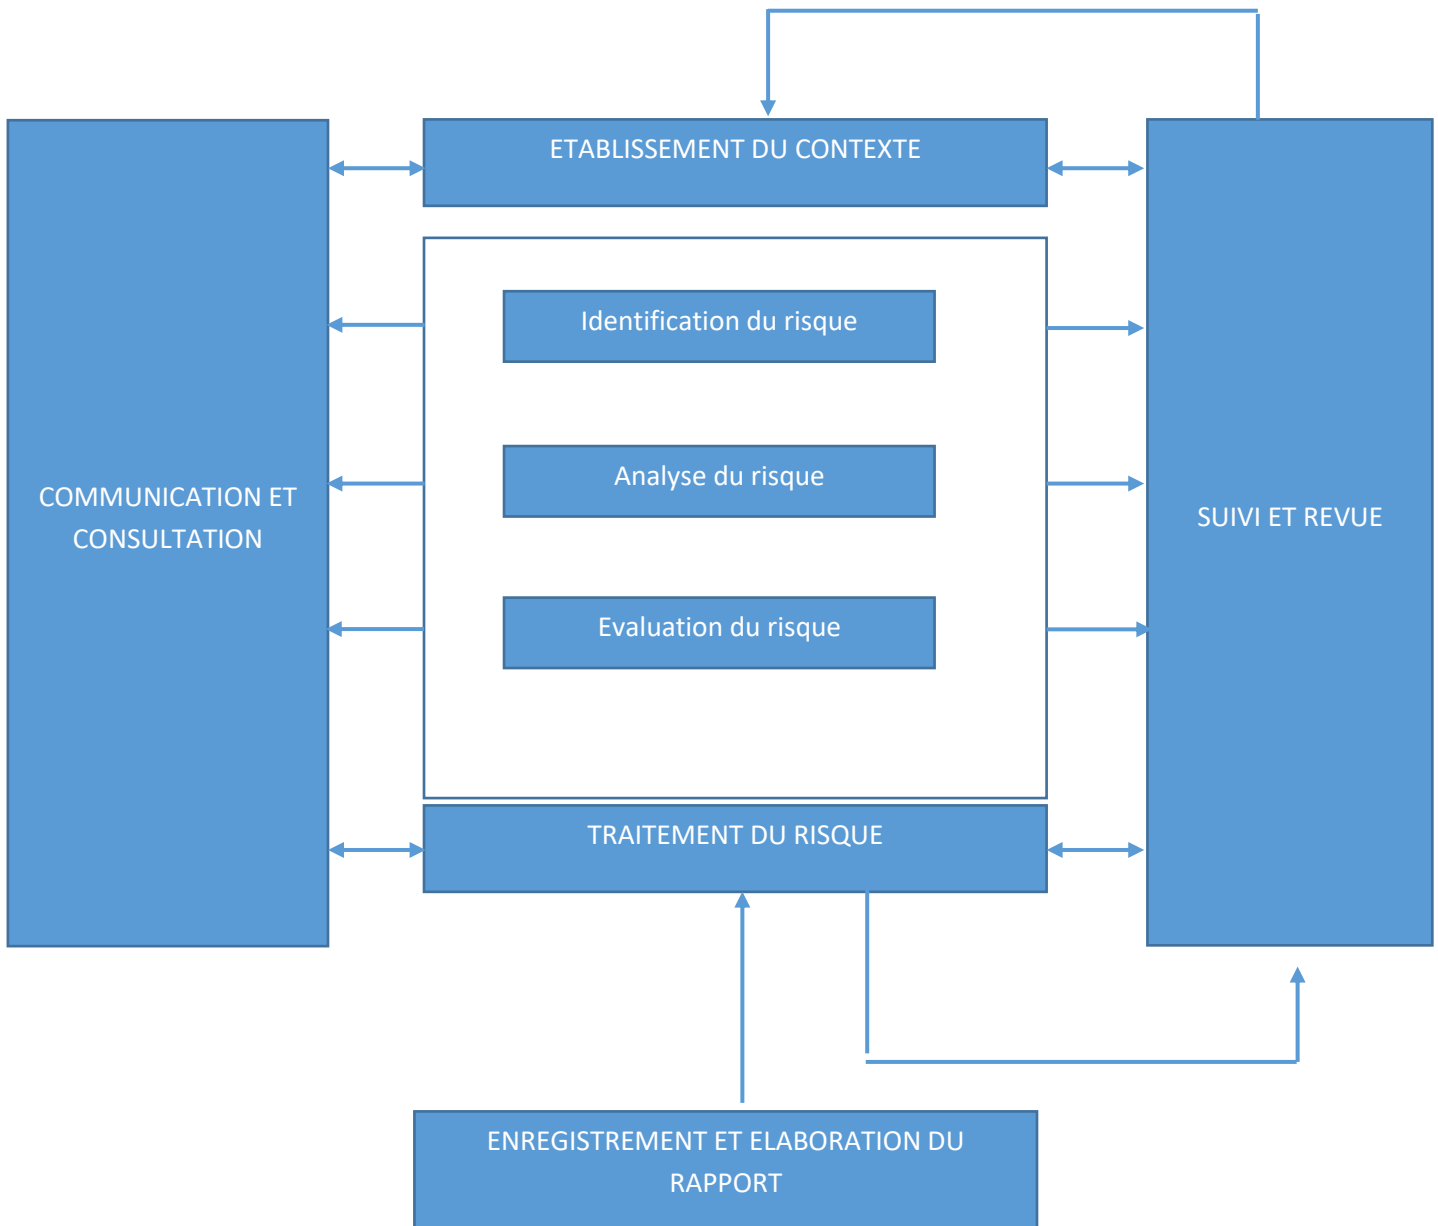 ETABLISSEMENT DU CONTEXTE
Identification du risque
Analyse du risque
COMMUNICATION ET
CONSULTATION
SUIVI ET REVUE
Evaluation du risque
TRAITEMENT DU RISQUE
ENREGISTREMENT ET ELABORATION DU
RAPPORT